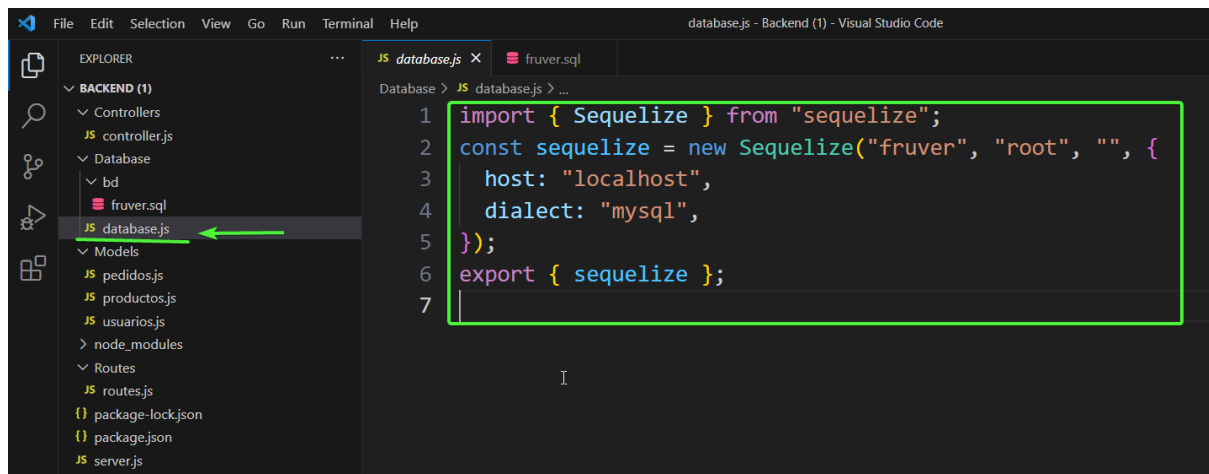 File Edit Selection View Go Run Terminal Help database.js - Backend (1) - Visual Studio Code
EXPLORER ···
BACKEND (1)
Controllers
JS controller.js
Database
bd
fruver.sql
JS database.js
Models
JS pedidos.js
JS productos.js
JS usuarios.js
node_modules
Routes
JS routes.js
{} package-lock.json
{} package.json
JS server.js
JS database.js × fruver.sql
Database > JS database.js > ...
1 import { Sequelize } from "sequelize";
2 const sequelize = new Sequelize("fruver", "root", "", {
3 host: "localhost",
4 dialect: "mysql",
5 });
6 export { sequelize };
7